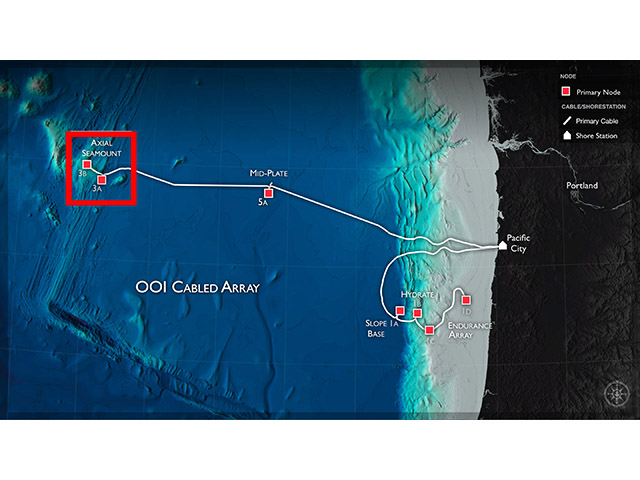 NODE
Primary Node
CABLE/SHORESTATION
Primary Cable
Shore Station
AXIAL
SEAMOUNT
3B
3A
MID-PLATE
5A
Portland
Pacific
City
OOI CABLED ARRAY
HYDRATE
SLOPE 1A
BASE
1C
1D
ENDURANCE
ARRAY